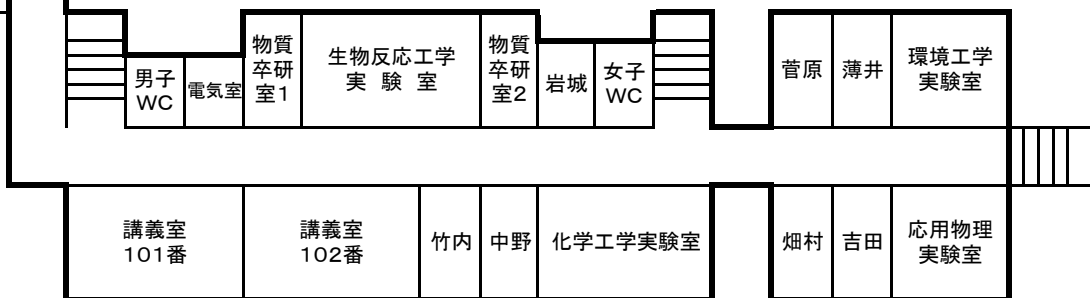 物質
卒研
室1
生物反応工学
実 験 室
物質
卒研
室2
男子
WC
電気室
岩城
女子
WC
菅原
薄井
環境工学
実験室
講義室
101番
講義室
102番
竹内
中野
化学工学実験室
畑村
吉田
応用物理
実験室